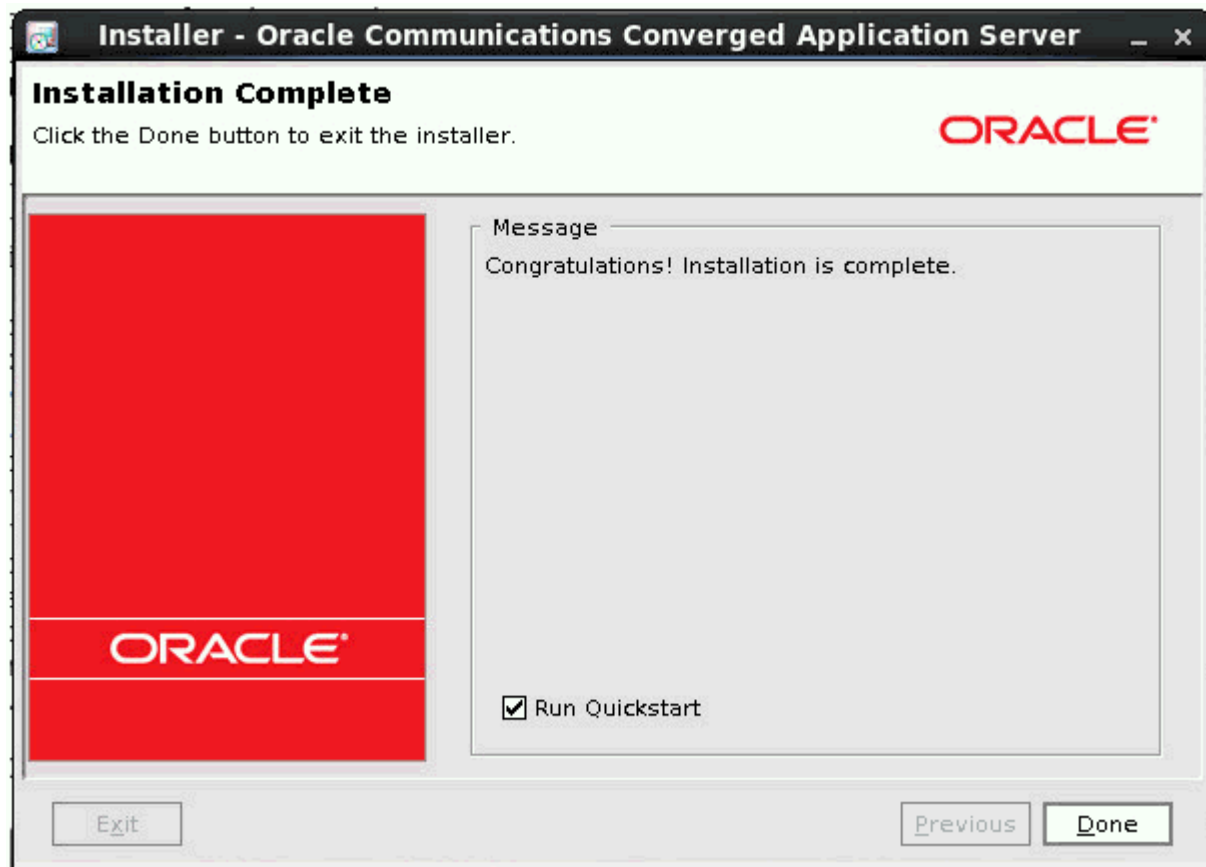 Installer - Oracle Communications Converged Application Server
Installation Complete
Click the Done button to exit the installer.
ORACLE
Message
Congratulations! Installation is complete.
ORACLE
Run Quickstart
Exit
Previous
Done